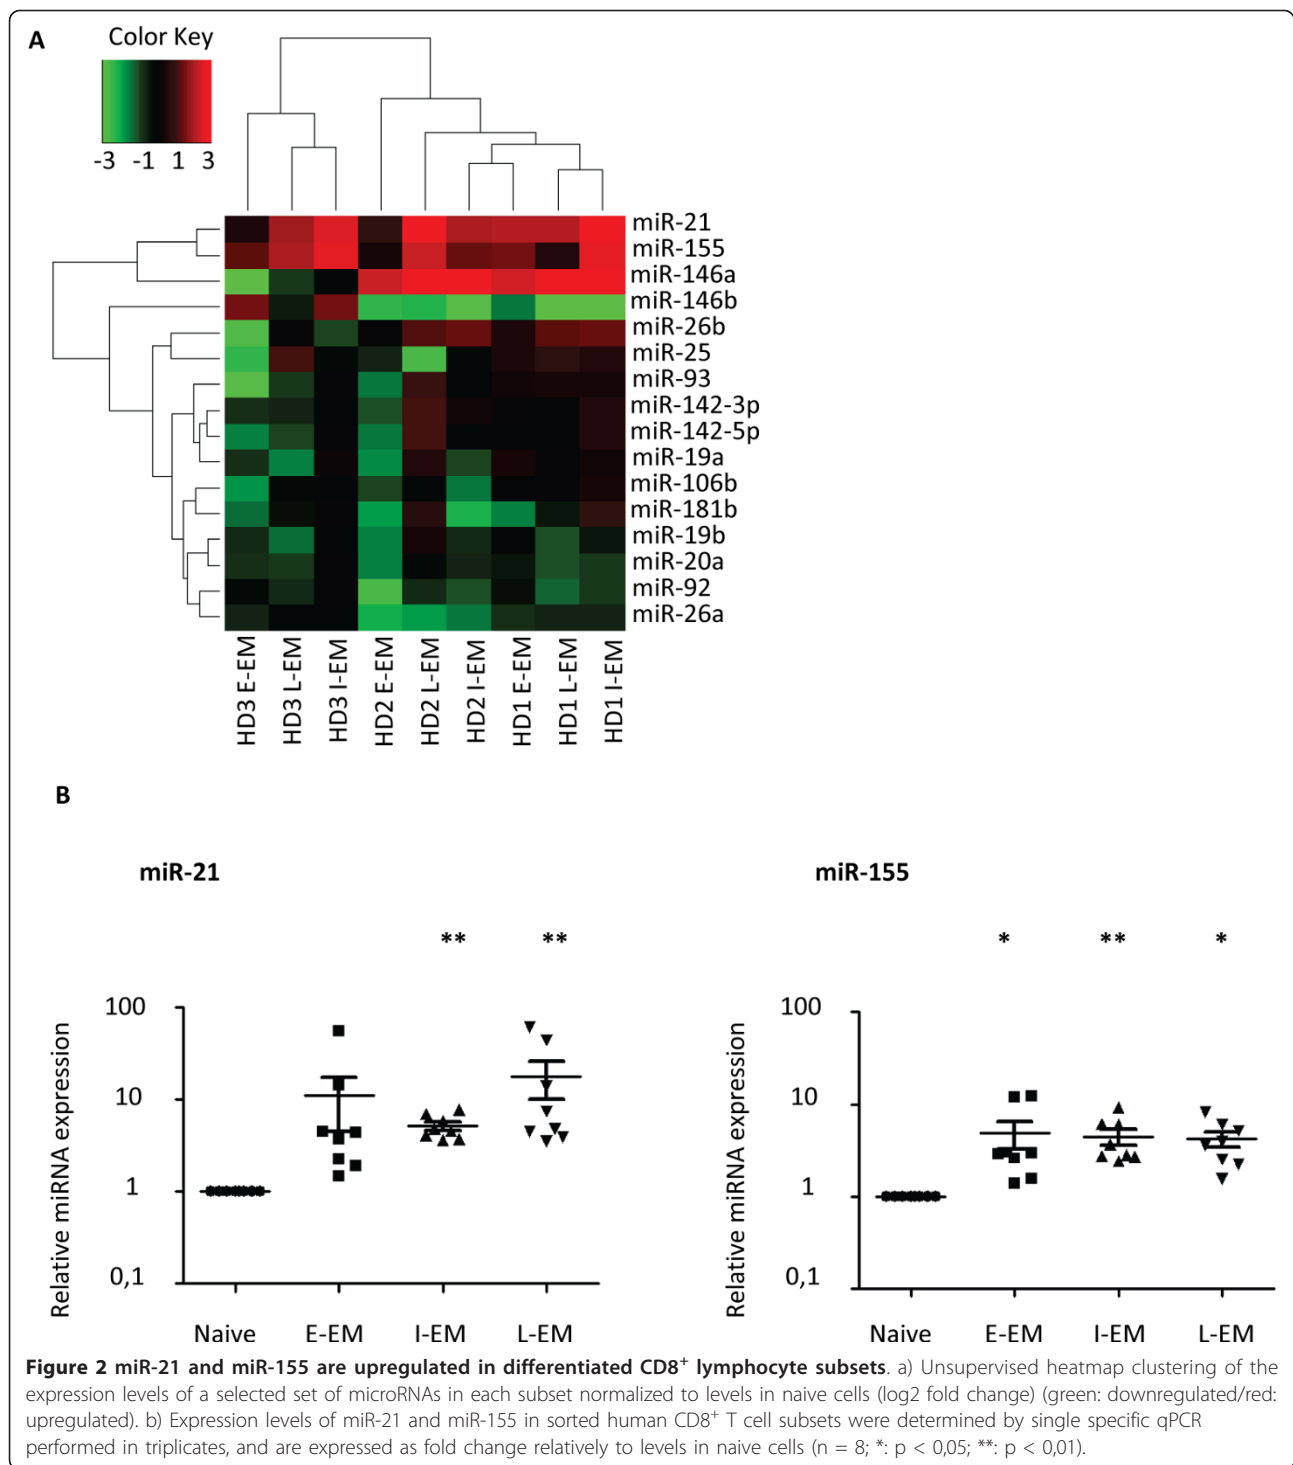 A
Color Key
-3 -1 1 3
miR-21
miR-155
miR-146a
miR-146b
miR-26b
miR-25
miR-93
miR-142-3p
miR-142-5p
miR-19a
miR-106b
miR-181b
miR-19b
miR-20a
miR-92
miR-26a
HD3 E-EM
HD3 L-EM
HD3 I-EM
HD2 E-EM
HD2 L-EM
HD2 I-EM
HD1 E-EM
HD1 L-EM
HD1 I-EM
B
miR-21
** **
Relative miRNA expression
100
10
1
0,1
Naive E-EM I-EM L-EM
miR-155
* ** *
Relative miRNA expression
100
10
1
0,1
Naive E-EM I-EM L-EM
Figure 2 miR-21 and miR-155 are upregulated in differentiated CD8+ lymphocyte subsets. a) Unsupervised heatmap clustering of the
expression levels of a selected set of microRNAs in each subset normalized to levels in naive cells (log2 fold change) (green: downregulated/red:
upregulated). b) Expression levels of miR-21 and miR-155 in sorted human CD8+ T cell subsets were determined by single specific qPCR
performed in triplicates, and are expressed as fold change relatively to levels in naive cells (n = 8; *: p < 0,05; **: p < 0,01).